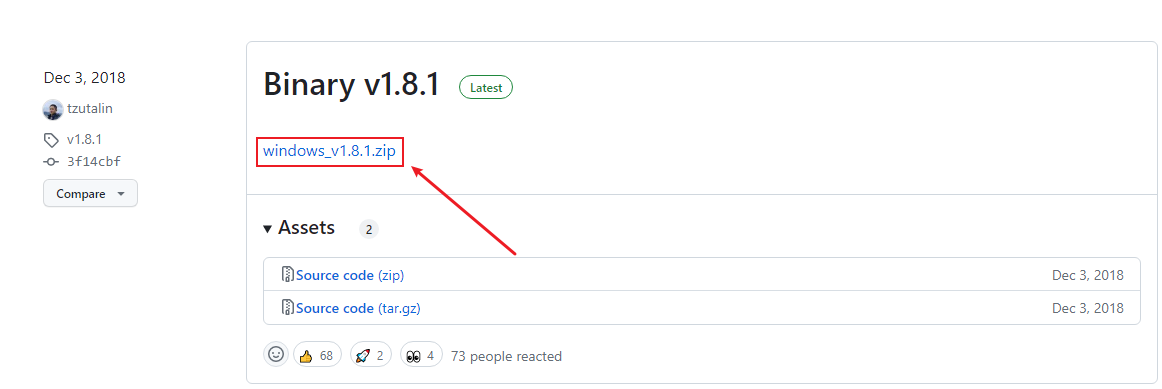 Dec 3, 2018
tzutalin
v1.8.1
3f14cbf
Compare
Binary v1.8.1 Latest
windows_v1.8.1.zip
Assets 2
Source code (zip) Dec 3, 2018
Source code (tar.gz) Dec 3, 2018
68 2 4 73 people reacted